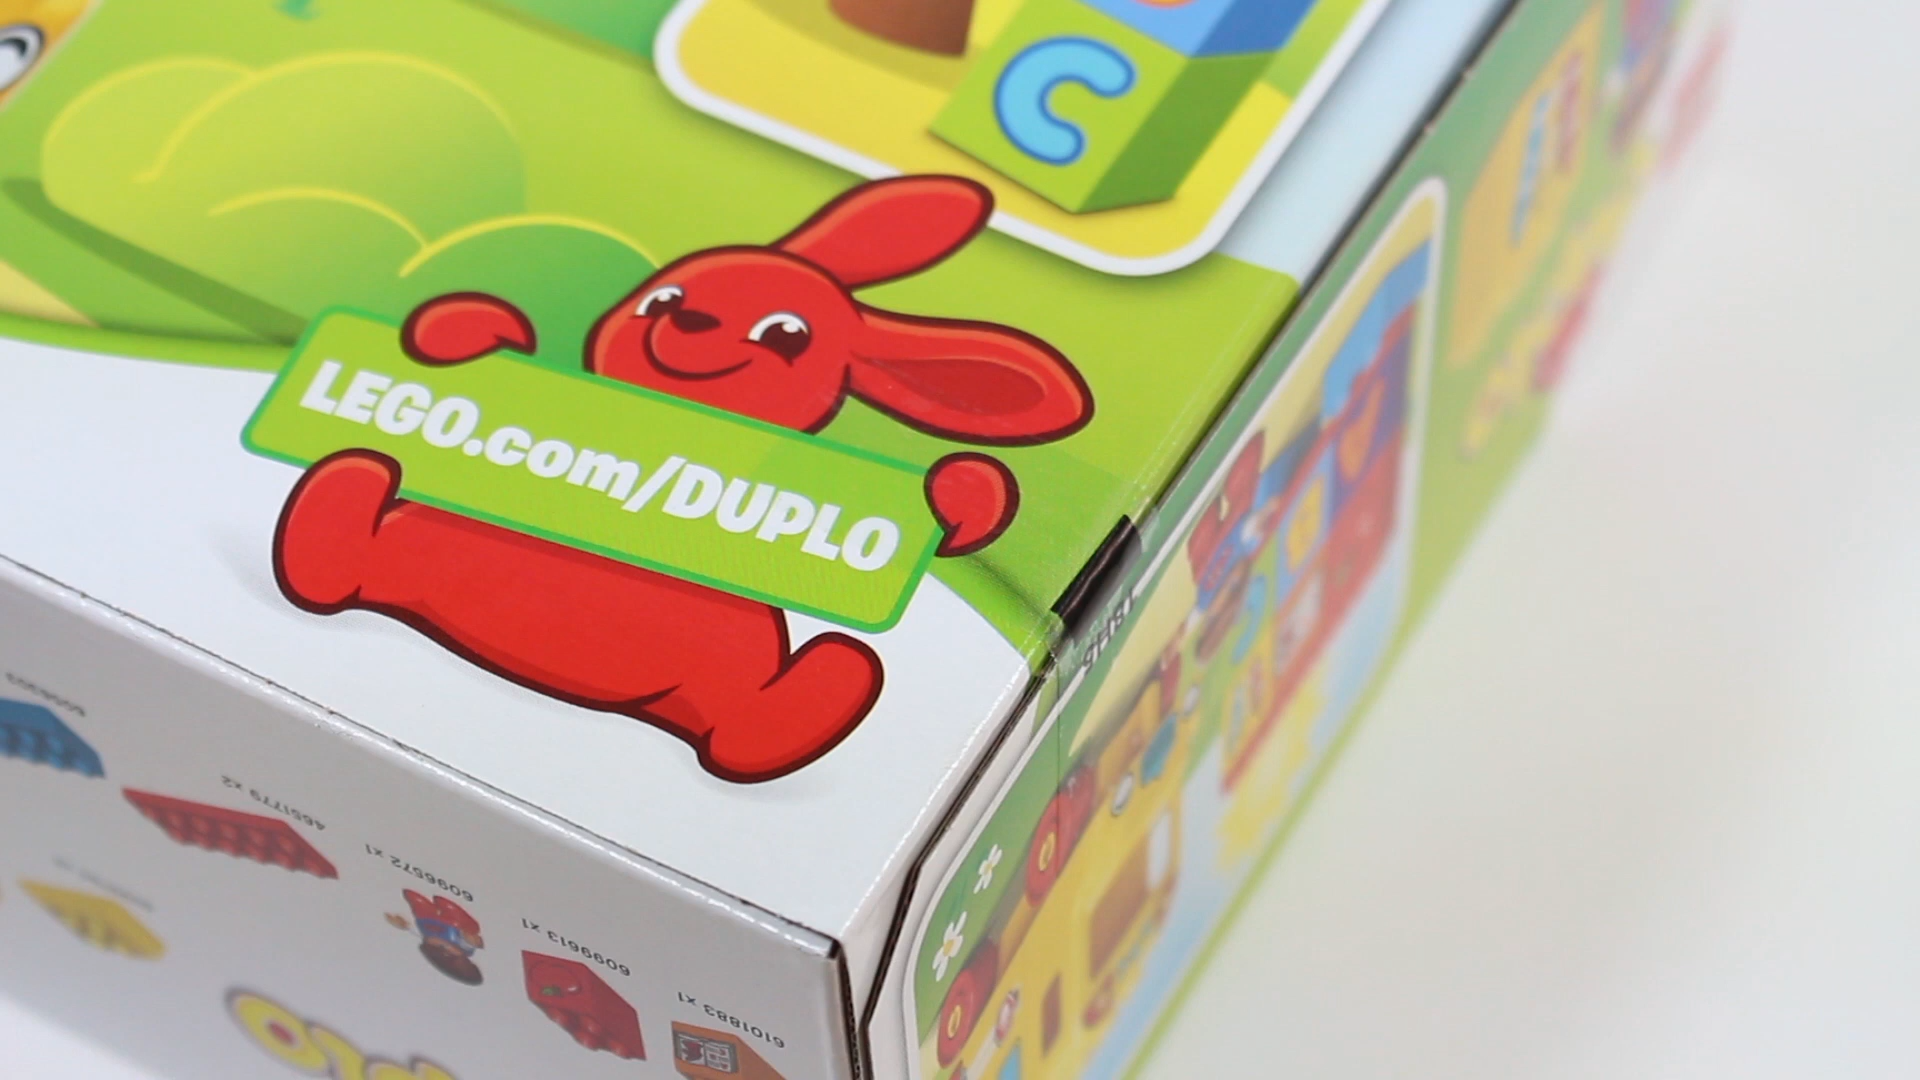 C
LEGO.com/DUPLO
4651779 x2
6096572 x1
6099613 x1
6101883 x1